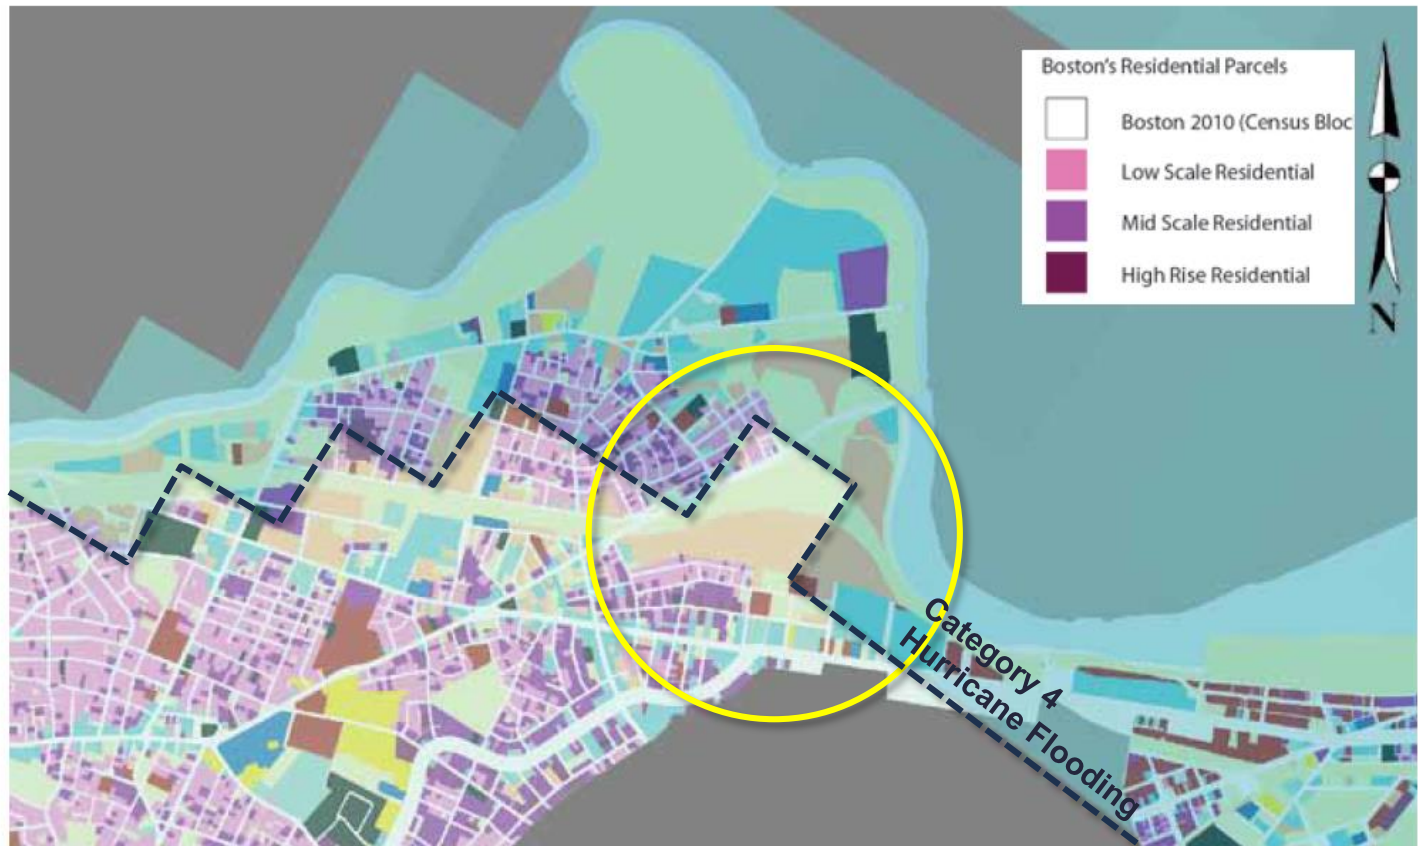 Boston's Residential Parcels
Boston 2010 (Census Bloc
Low Scale Residential
Mid Scale Residential
High Rise Residential
N
Category 4
Hurricane Flooding